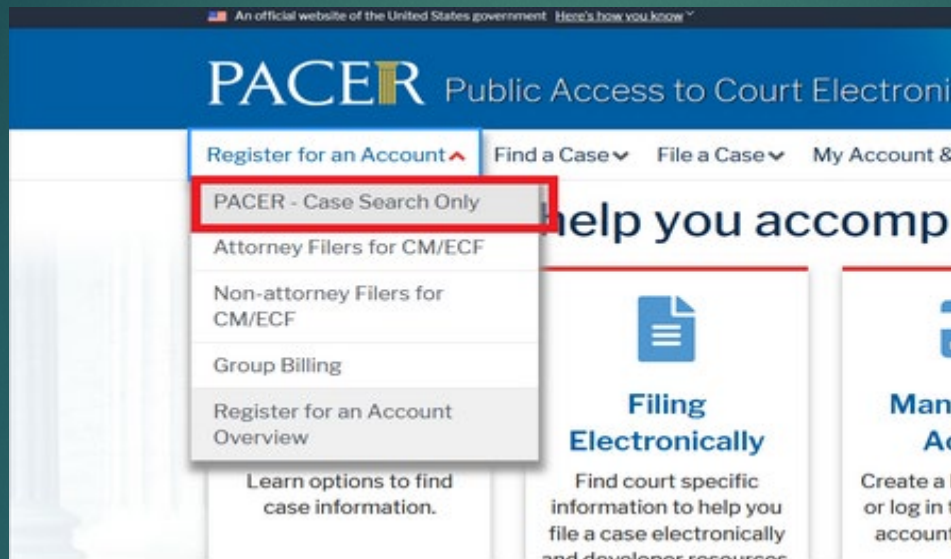 An official website of the United States government Here's how you know
PACER Public Access to Court Electroni
Register for an Account Find a Case File a Case My Account &
PACER - Case Search Only
help you accomp
Attorney Filers for CM/ECF
Non-attorney Filers for
CM/ECF
Group Billing
Register for an Account
Overview
Learn options to find
case information.
Filing
Electronically
Find court specific
information to help you
file a case electronically
and developer resources
Man
Ac
Create a
or log in
account